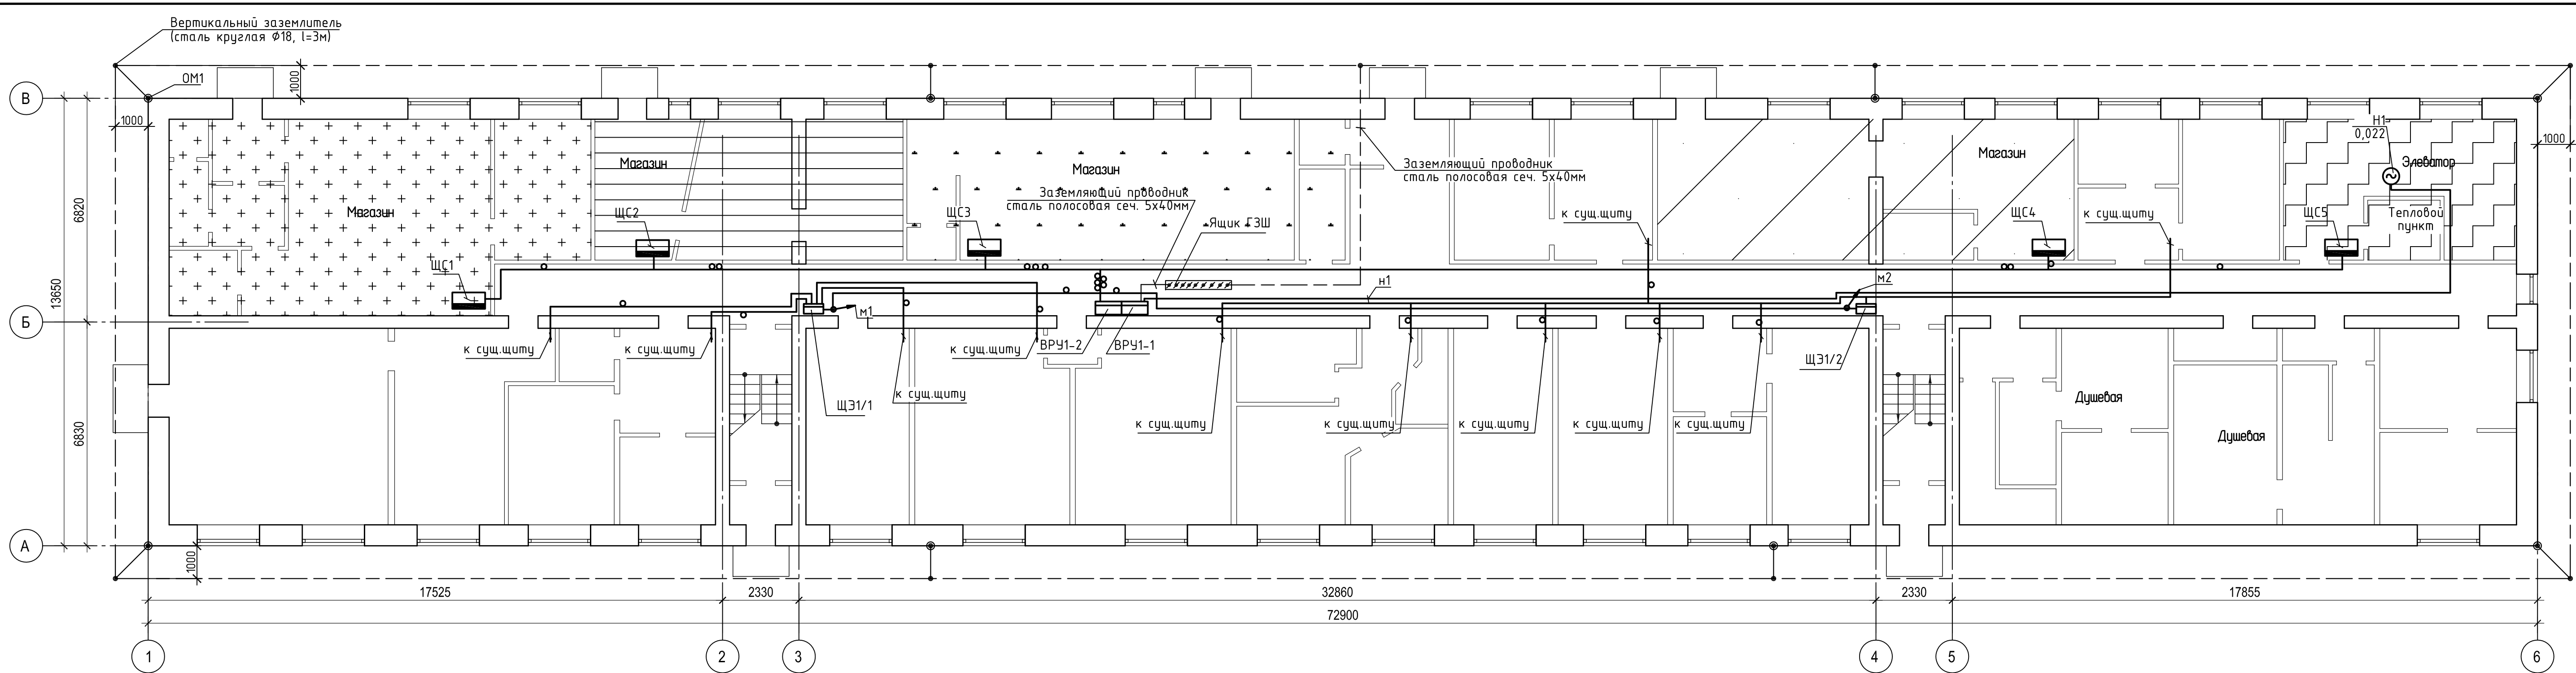 Вертикальный заземлитель
(сталь круглая Ф18, l=3м)
ОМ1
1000
1000
1000
В
Б
А
6820
13650
6830
1000
Магазин
Магазин
Магазин
Магазин
Н1
0,022
Элеватор
Тепловой
пункт
Заземляющий проводник
сталь полосовая сеч. 5х40мм
Заземляющий проводник
сталь полосовая сеч. 5х40мм
Ящик ГЗШ
ЩС1
ЩС2
ЩС3
ЩС4
ЩС5
к сущ.щиту
к сущ.щиту
н1
м1
м2
к сущ.щиту
к сущ.щиту
к сущ.щиту
ВРУ1-2
ВРУ1-1
ЩЭ1/2
к сущ.щиту
ЩЭ1/1
к сущ.щиту
к сущ.щиту
к сущ.щиту
к сущ.щиту
к сущ.щиту
Душевая
Душевая
17525
2330
32860
2330
17855
72900
1
2
3
4
5
6